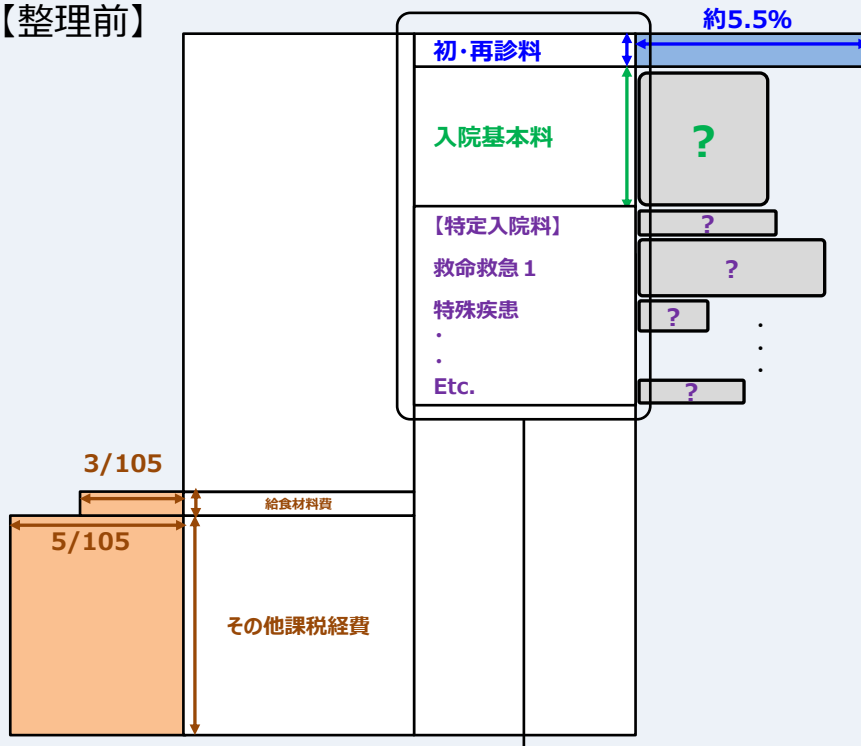 【整理前】
約5.5%
初・再診料
入院基本料
?
【特定入院料】
?
救命救急1
?
特殊疾患
?
・
・
Etc.
?
・
・
・
3/105
給食材料費
5/105
その他課税経費